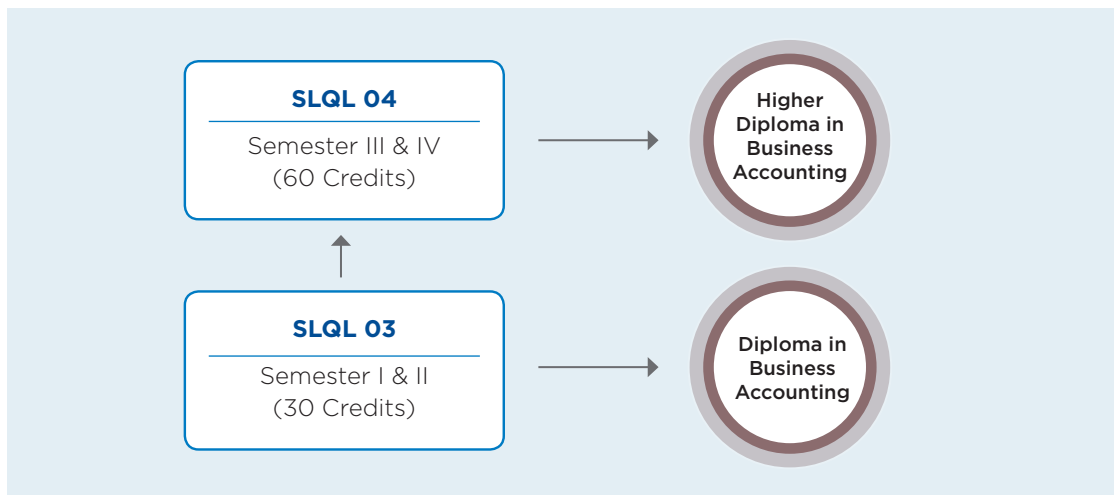 SLQL 04
Semester III & IV
(60 Credits)
Higher
Diploma in
Business
Accounting
SLQL 03
Semester I & II
(30 Credits)
Diploma in
Business
Accounting